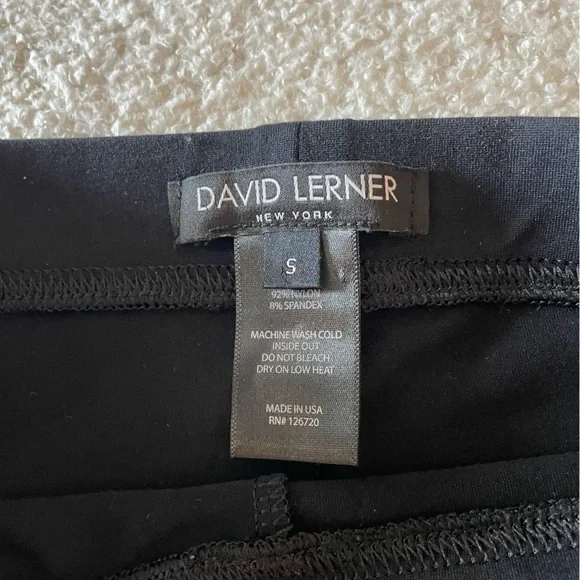 DAVID LERNER
NEW YORK
S
92% NYLON
8% SPANDEX
MACHINE WASH COLD
INSIDE OUT
DO NOT BLEACH
DRY ON LOW HEAT
MADE IN USA
RN# 126720